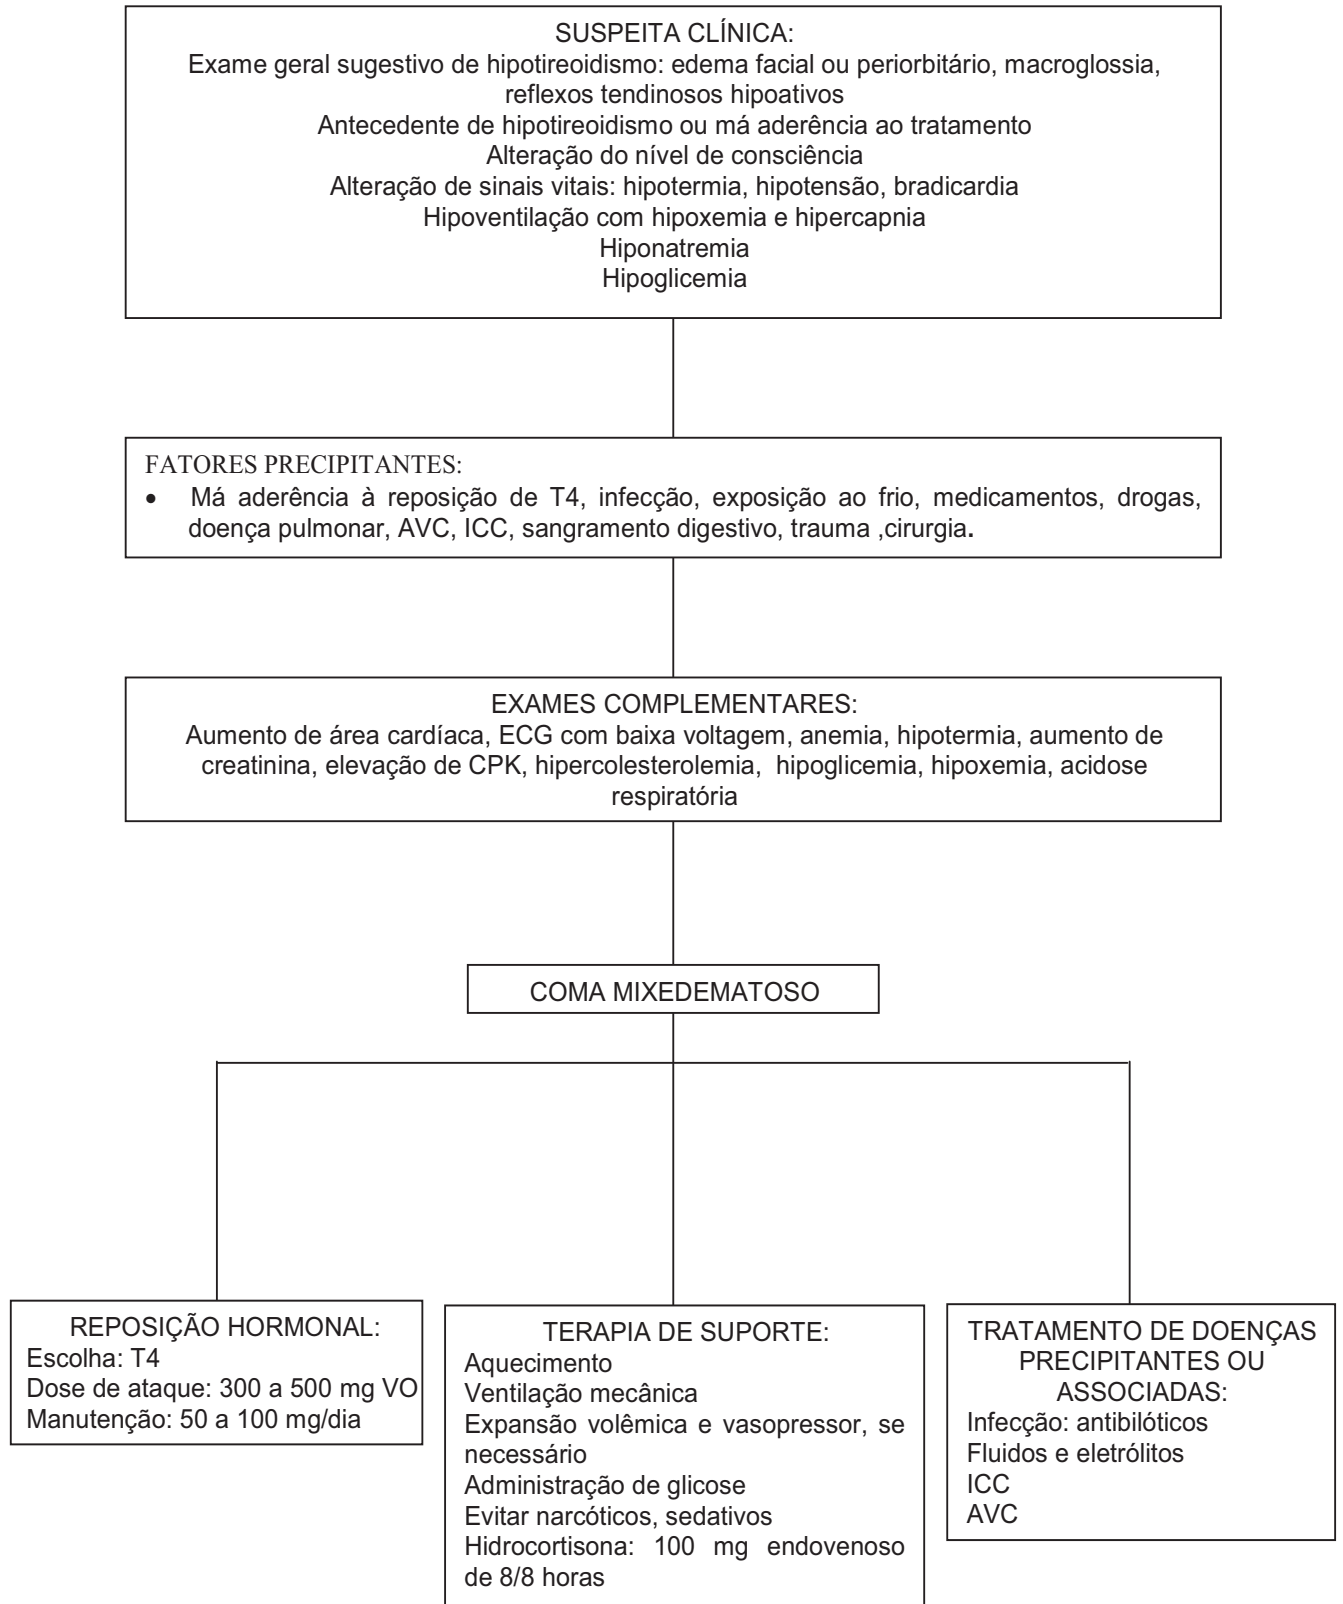 SUSPEITA CLÍNICA:
Exame geral sugestivo de hipotireoidismo: edema facial ou periorbitário, macroglossia,
reflexos tendinosos hipoativos
Antecedente de hipotireoidismo ou má aderência ao tratamento
Alteração do nível de consciência
Alteração de sinais vitais: hipotermia, hipotensão, bradicardia
Hipoventilação com hipoxemia e hipercapnia
Hiponatremia
Hipoglicemia
FATORES PRECIPITANTES:
• Má aderência à reposição de T4, infecção, exposição ao frio, medicamentos, drogas,
doença pulmonar, AVC, ICC, sangramento digestivo, trauma ,cirurgia.
EXAMES COMPLEMENTARES:
Aumento de área cardíaca, ECG com baixa voltagem, anemia, hipotermia, aumento de
creatinina, elevação de CPK, hipercolesterolemia, hipoglicemia, hipoxemia, acidose
respiratória
COMA MIXEDEMATOSO
REPOSIÇÃO HORMONAL:
Escolha: T4
Dose de ataque: 300 a 500 mg VO
Manutenção: 50 a 100 mg/dia
TERAPIA DE SUPORTE:
Aquecimento
Ventilação mecânica
Expansão volêmica e vasopressor, se
necessário
Administração de glicose
Evitar narcóticos, sedativos
Hidrocortisona: 100 mg endovenoso
de 8/8 horas
TRATAMENTO DE DOENÇAS
PRECIPITANTES OU
ASSOCIADAS:
Infecção: antibilóticos
Fluidos e eletrólitos
ICC
AVC